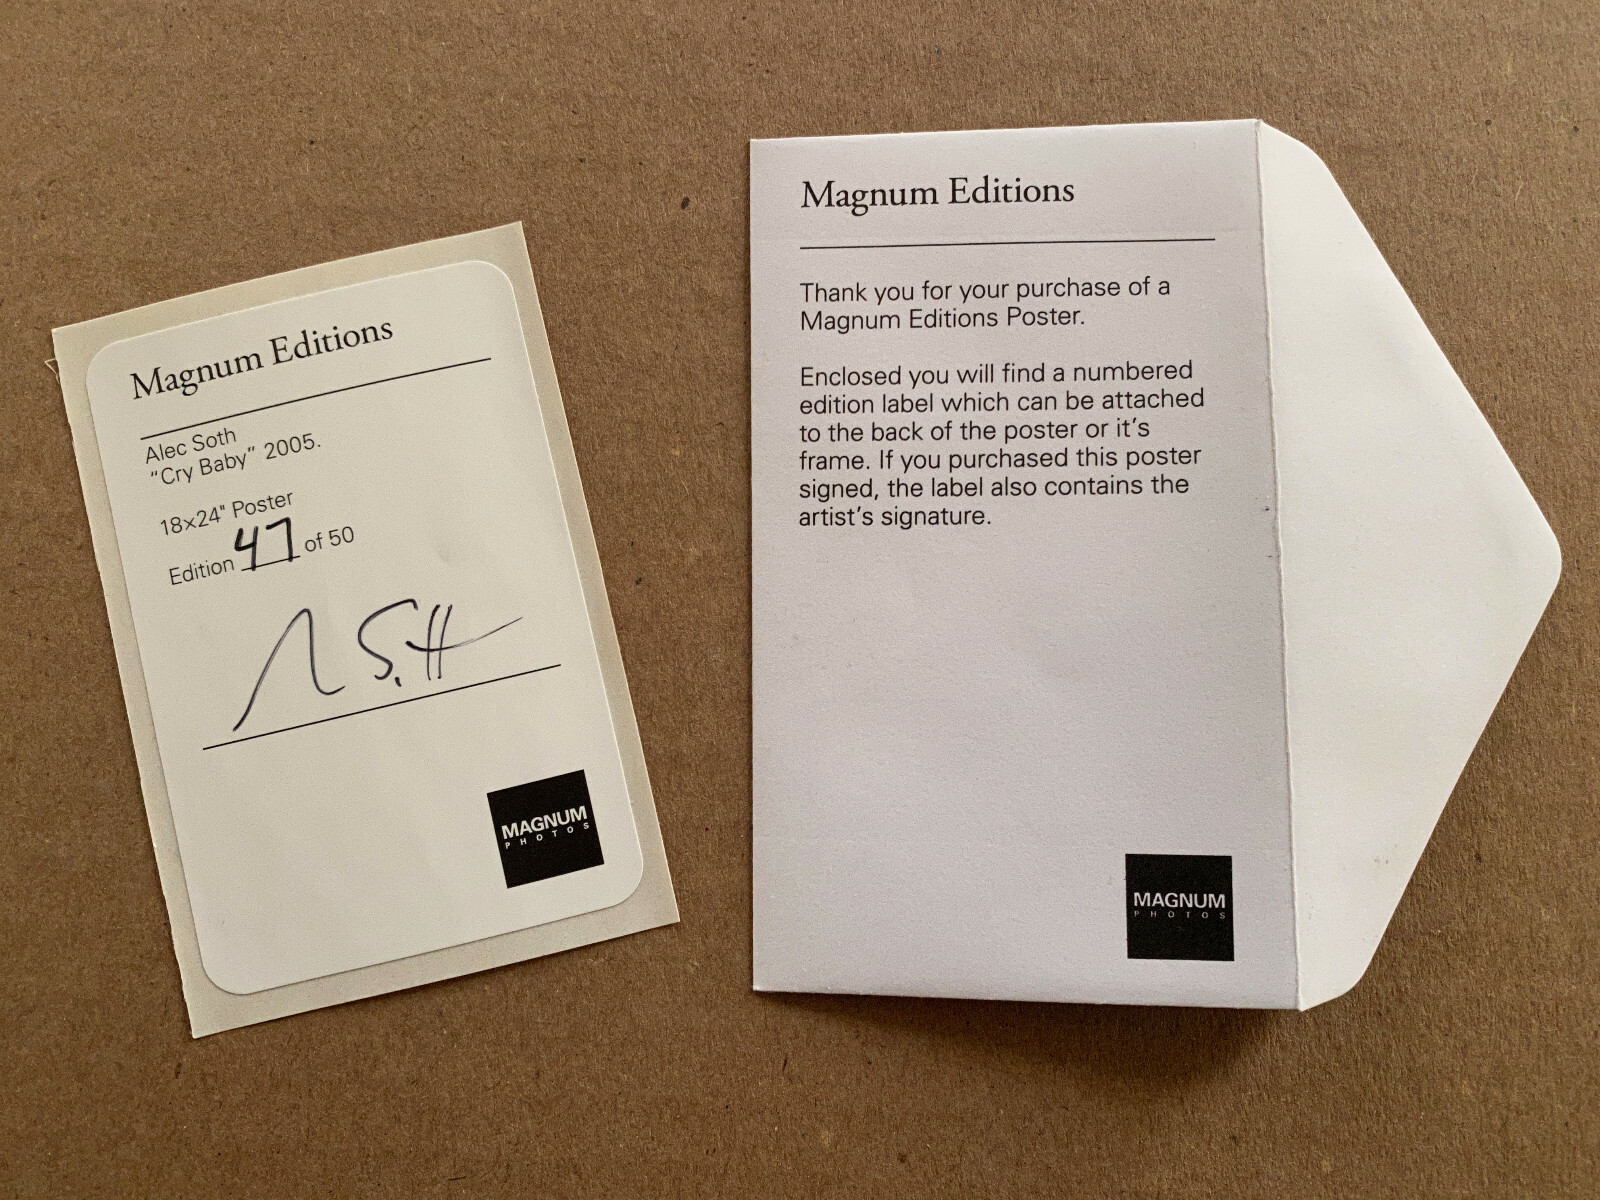 Magnum Editions
Alec Soth
“Cry Baby” 2005.
18x24" Poster
Edition 47 of 50
A Soth
MAGNUM
PHOTOS
Magnum Editions
Thank you for your purchase of a
Magnum Editions Poster.
Enclosed you will find a numbered
edition label which can be attached
to the back of the poster or it’s
frame. If you purchased this poster
signed, the label also contains the
artist’s signature.
MAGNUM
PHOTOS